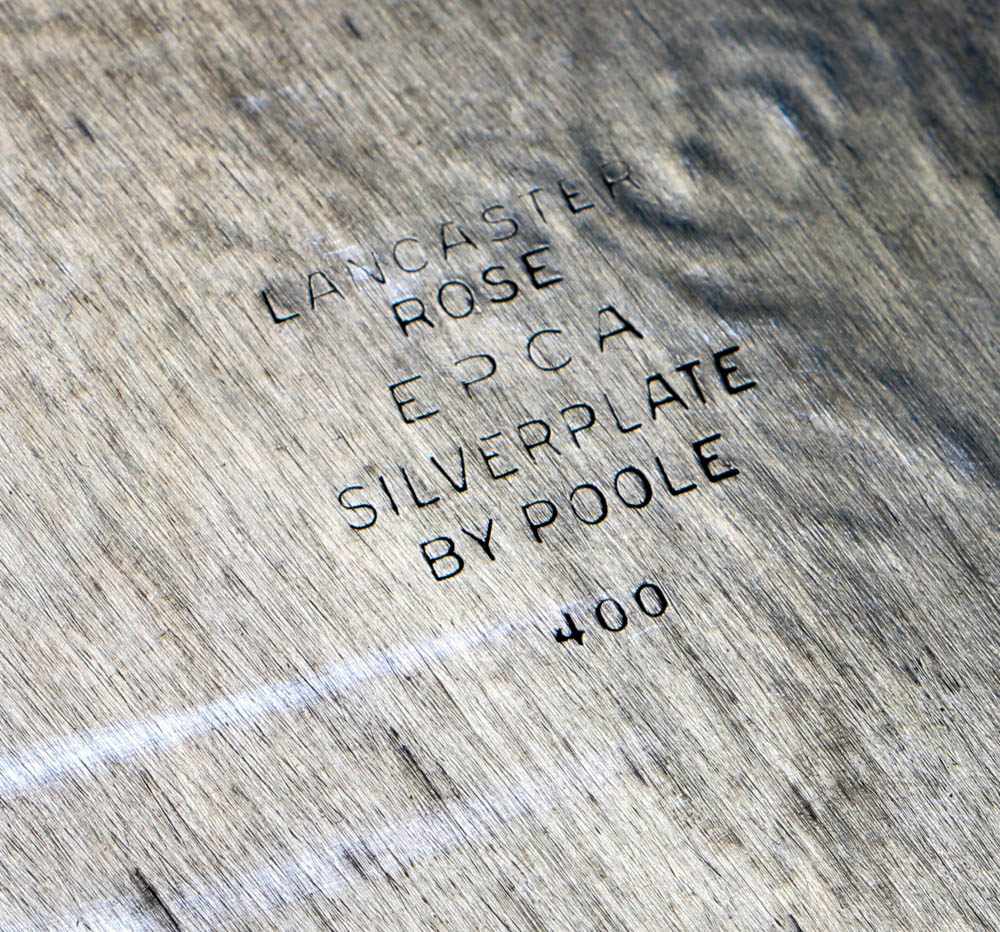 LANCASTER
ROSE
EPCA
SILVERPLATE
BY POOLE
400